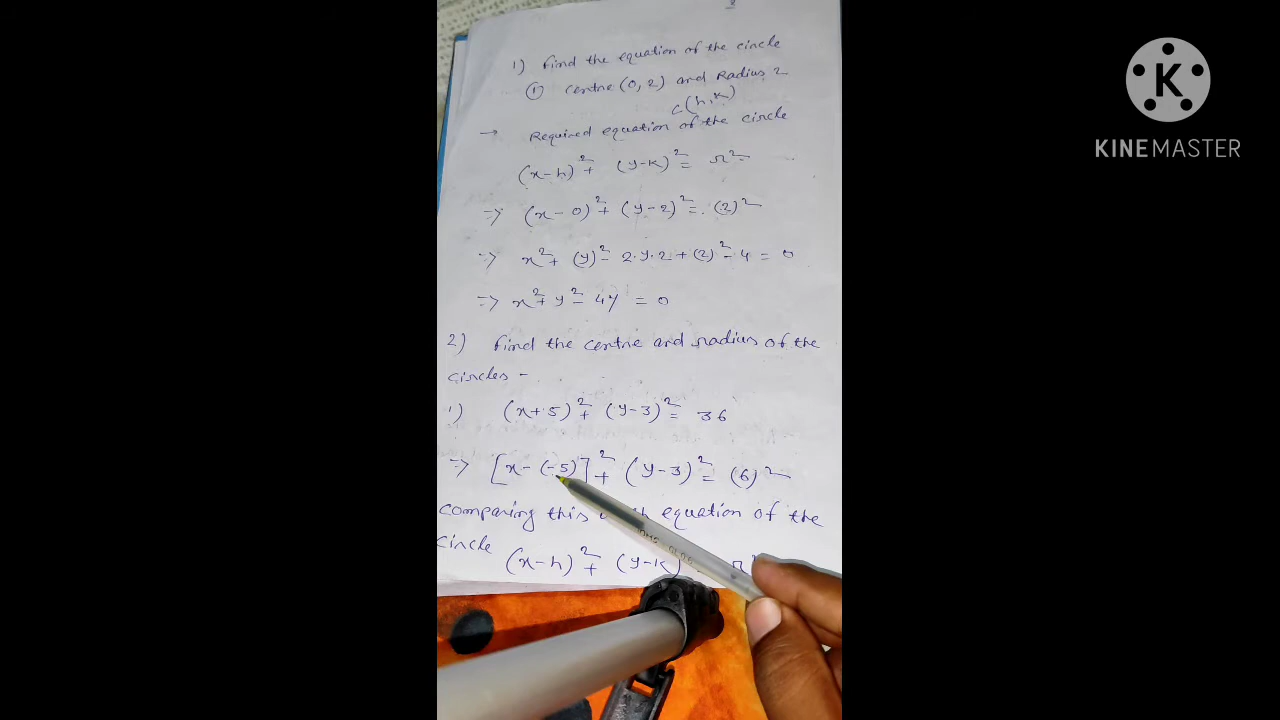 1) Find the equation of the circle
① Centre (0, 2) and Radius 2
C(h, k)
→ Required equation of the circle
(x-h)² + (y-k)² = r²
=> (x-0)² + (y-2)² = (2)²
=> x² + (y)² - 2.y.2 + (2)² - 4 = 0
=> x² + y² - 4y = 0
2) Find the centre and radius of the
circles -
1) (x+5)² + (y-3)² = 36
=> [x-(-5)]² + (y-3)² = (6)²
comparing this equation of the
circle (x-h)² + (y-k) r²
K
KINEMASTER